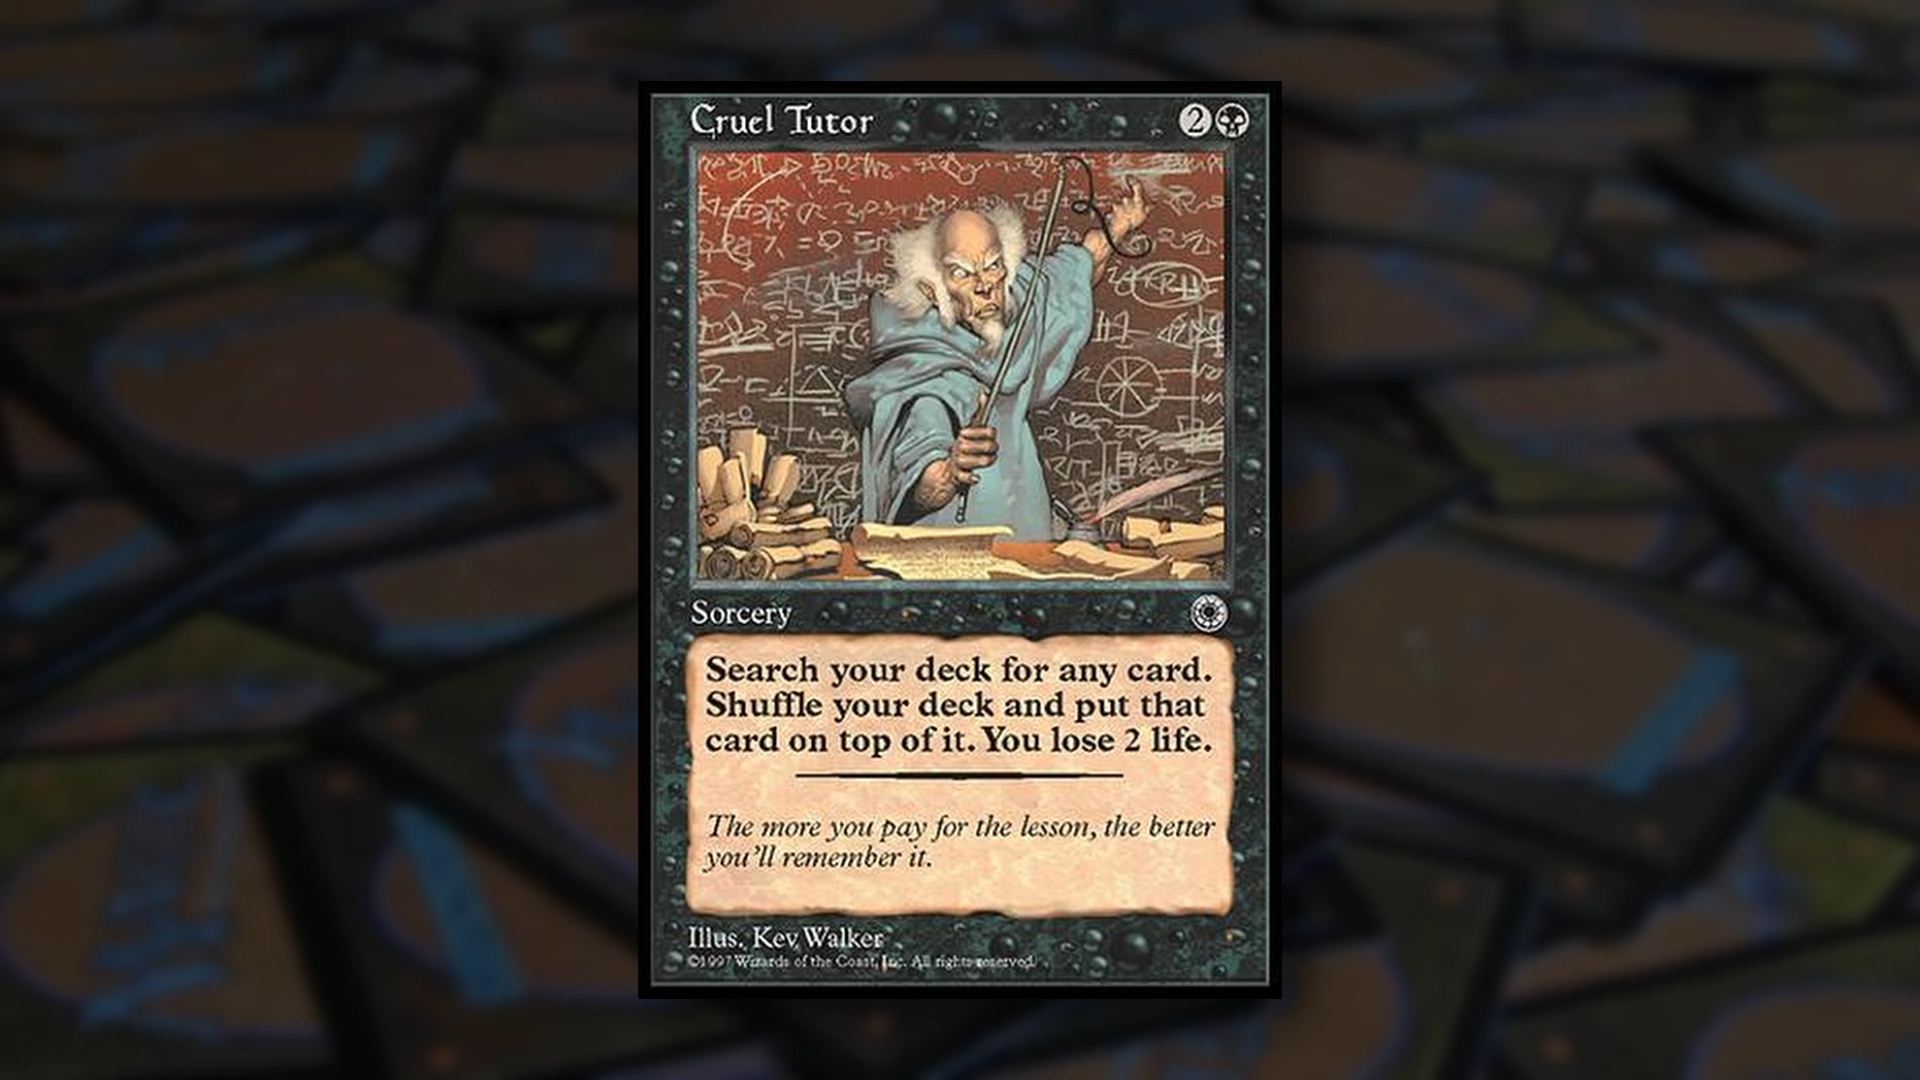 Cruel Tutor 2
Sorcery
Search your deck for any card.
Shuffle your deck and put that
card on top of it. You lose 2 life.
The more you pay for the lesson, the better
you'll remember it.
Illus. Kev Walker
©1997 Wizards of the Coast, Inc. All rights reserved.